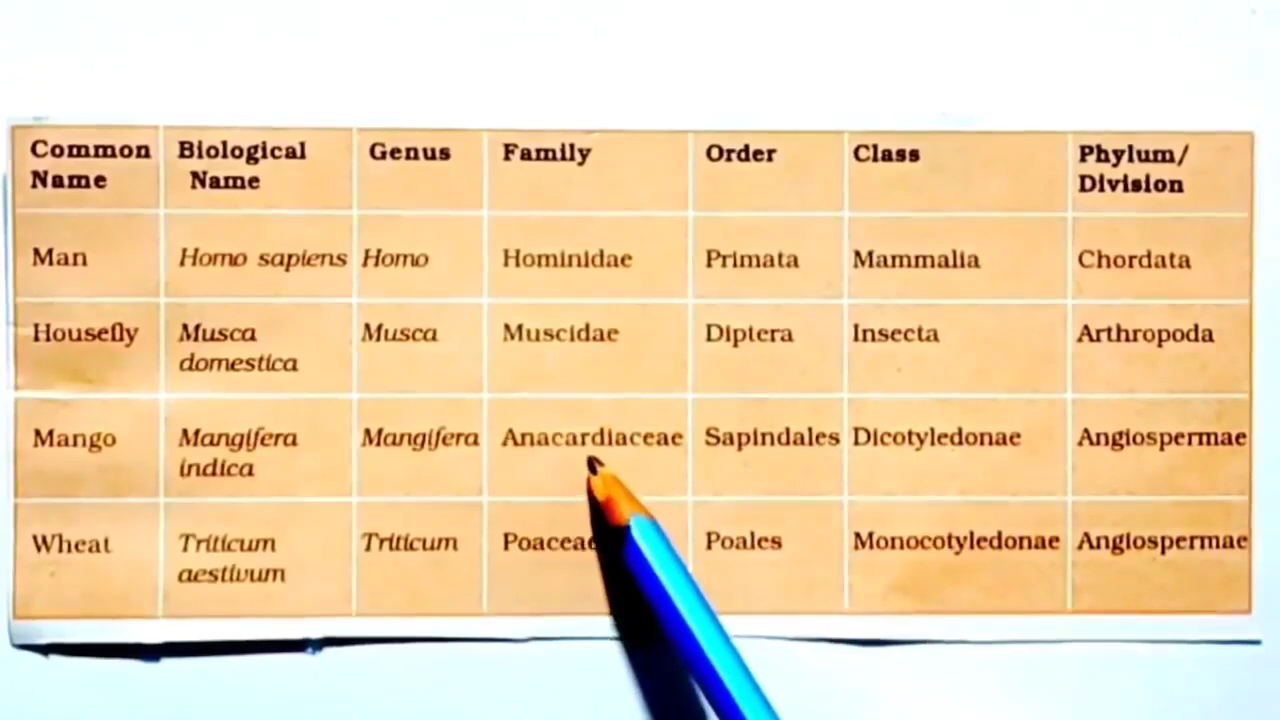 Common Name Biological Name Genus Family Order Class Phylum/ Division
Man Homo sapiens Homo Hominidae Primata Mammalia Chordata
Housefly Musca domestica Musca Muscidae Diptera Insecta Arthropoda
Mango Mangifera indica Mangifera Anacardiaceae Sapindales Dicotyledonae Angiospermae
Wheat Triticum aestivum Triticum Poaceae Poales Monocotyledonae Angiospermae